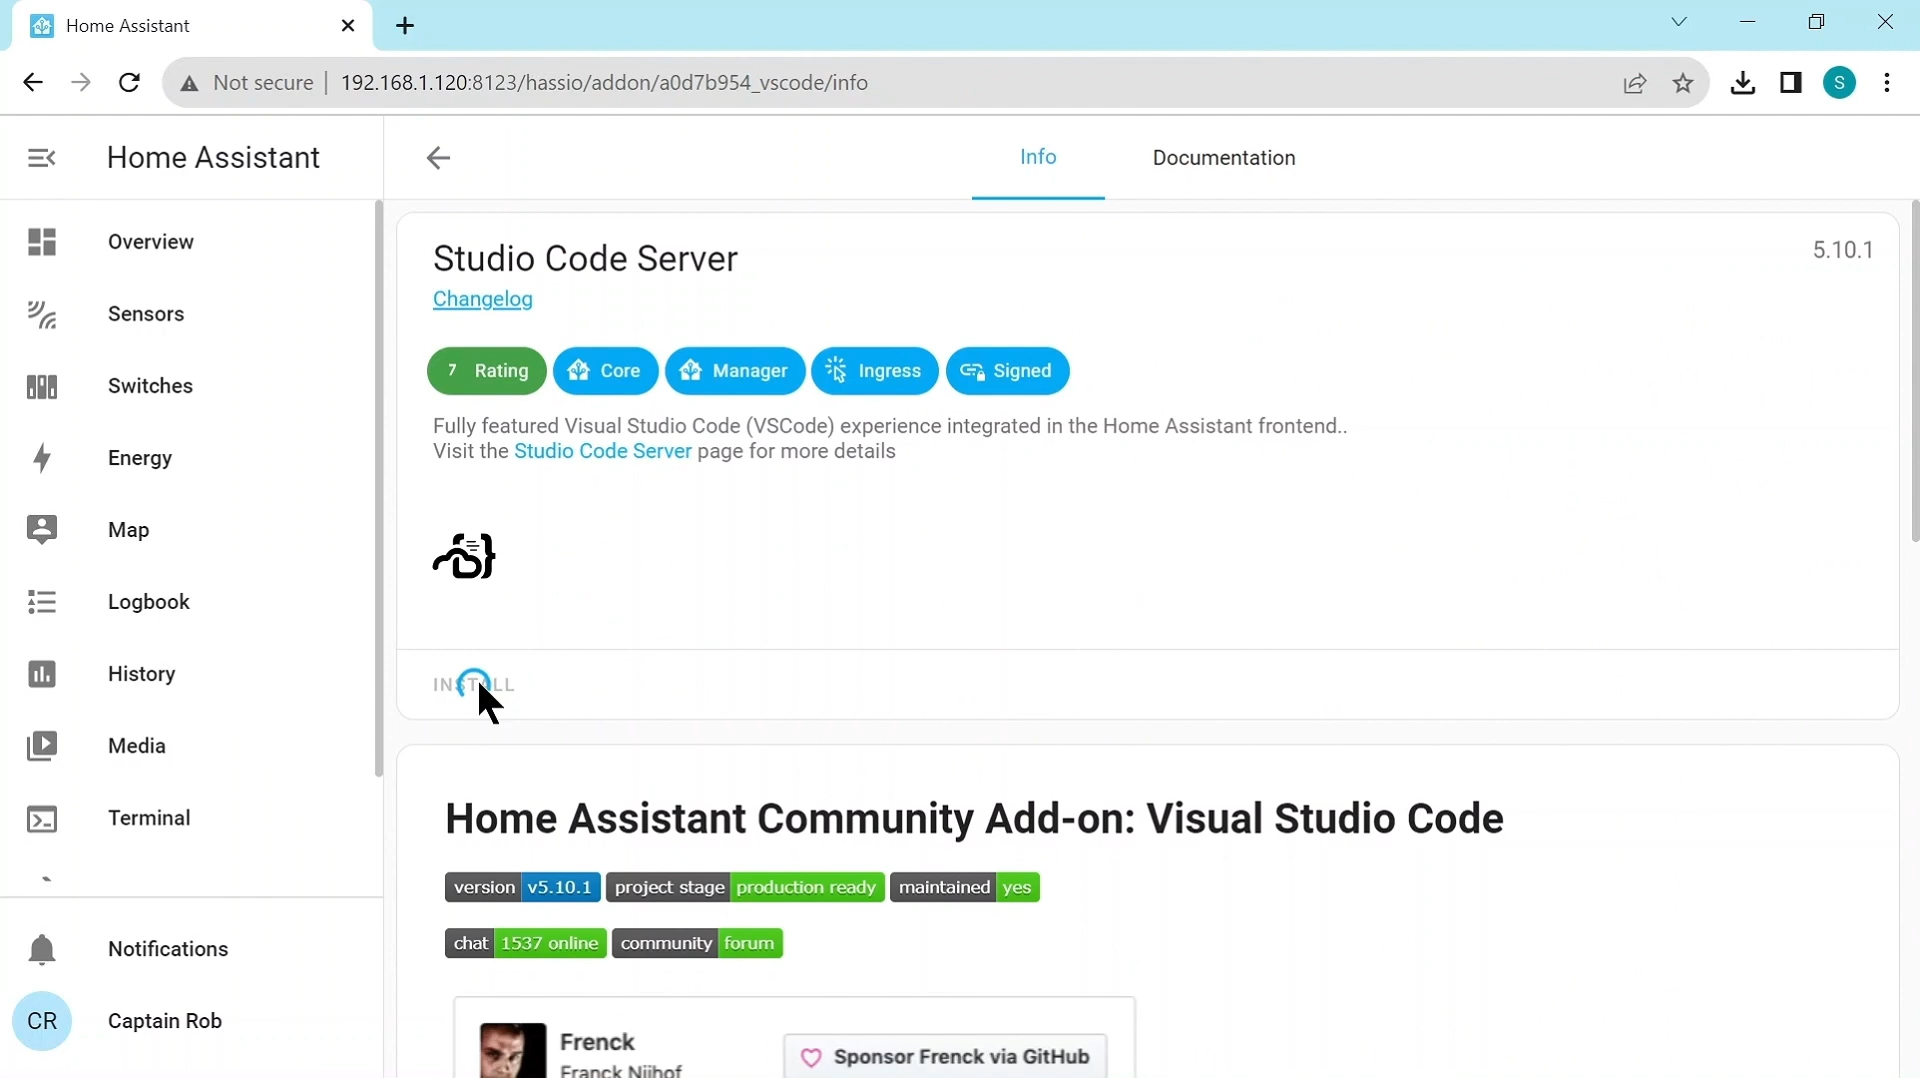 Home Assistant
Not secure | 192.168.1.120:8123/hassio/addon/a0d7b954_vscode/info
S
Home Assistant
Info
Documentation
Overview
Sensors
Switches
Energy
Map
Logbook
History
Media
Terminal
Notifications
CR
Captain Rob
Studio Code Server
5.10.1
Changelog
7 Rating
Core
Manager
Ingress
Signed
Fully featured Visual Studio Code (VSCode) experience integrated in the Home Assistant frontend..
Visit the Studio Code Server page for more details
INSTALL
Home Assistant Community Add-on: Visual Studio Code
version v5.10.1 project stage production ready maintained yes
chat 1537 online community forum
Frenck
Sponsor Frenck via GitHub
Franck Nijhof